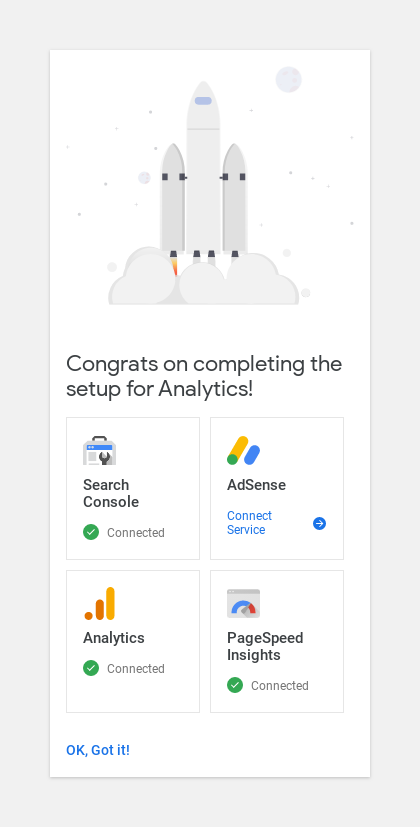 Congrats on completing the
setup for Analytics!
Search
Console
Connected
AdSense
Connect
Service
Analytics
Connected
PageSpeed
Insights
Connected
OK, Got it!